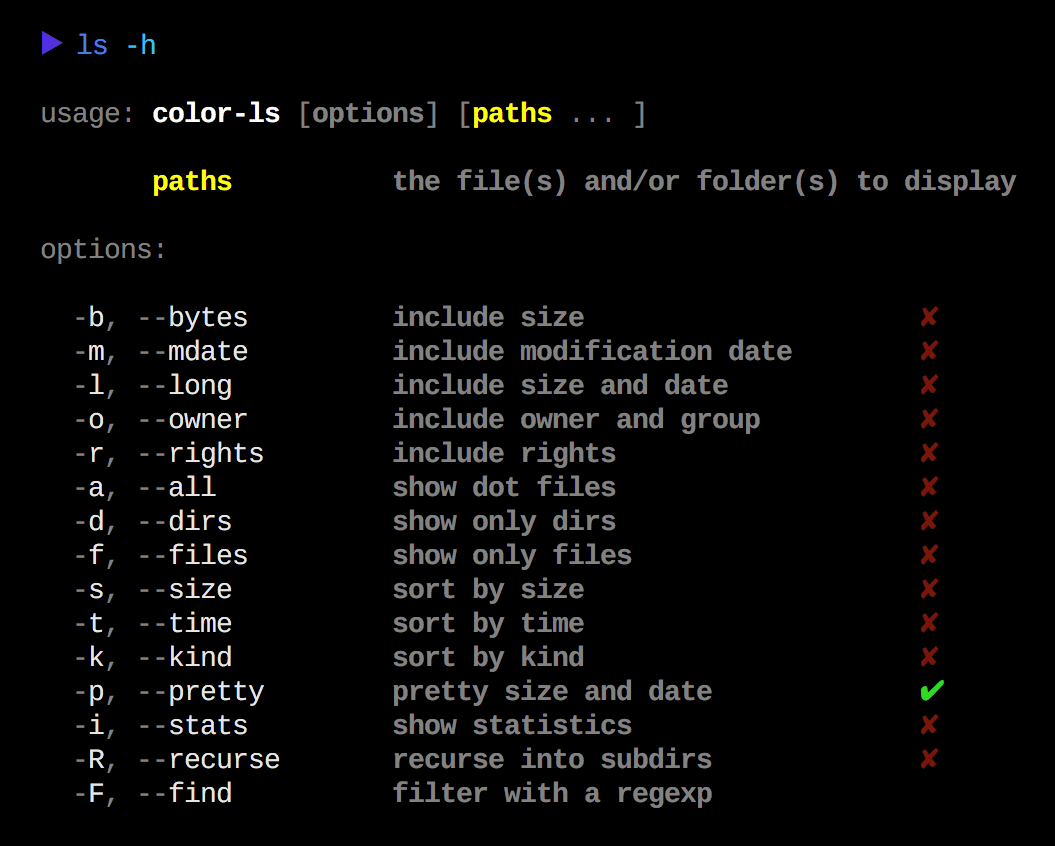 ▶ ls -h
usage: color-ls [options] [paths ... ]
paths the file(s) and/or folder(s) to display
options:
-b, --bytes include size ✘
-m, --mdate include modification date ✘
-l, --long include size and date ✘
-o, --owner include owner and group ✘
-r, --rights include rights ✘
-a, --all show dot files ✘
-d, --dirs show only dirs ✘
-f, --files show only files ✘
-s, --size sort by size ✘
-t, --time sort by time ✘
-k, --kind sort by kind ✘
-p, --pretty pretty size and date ✔
-i, --stats show statistics ✘
-R, --recurse recurse into subdirs ✘
-F, --find filter with a regexp